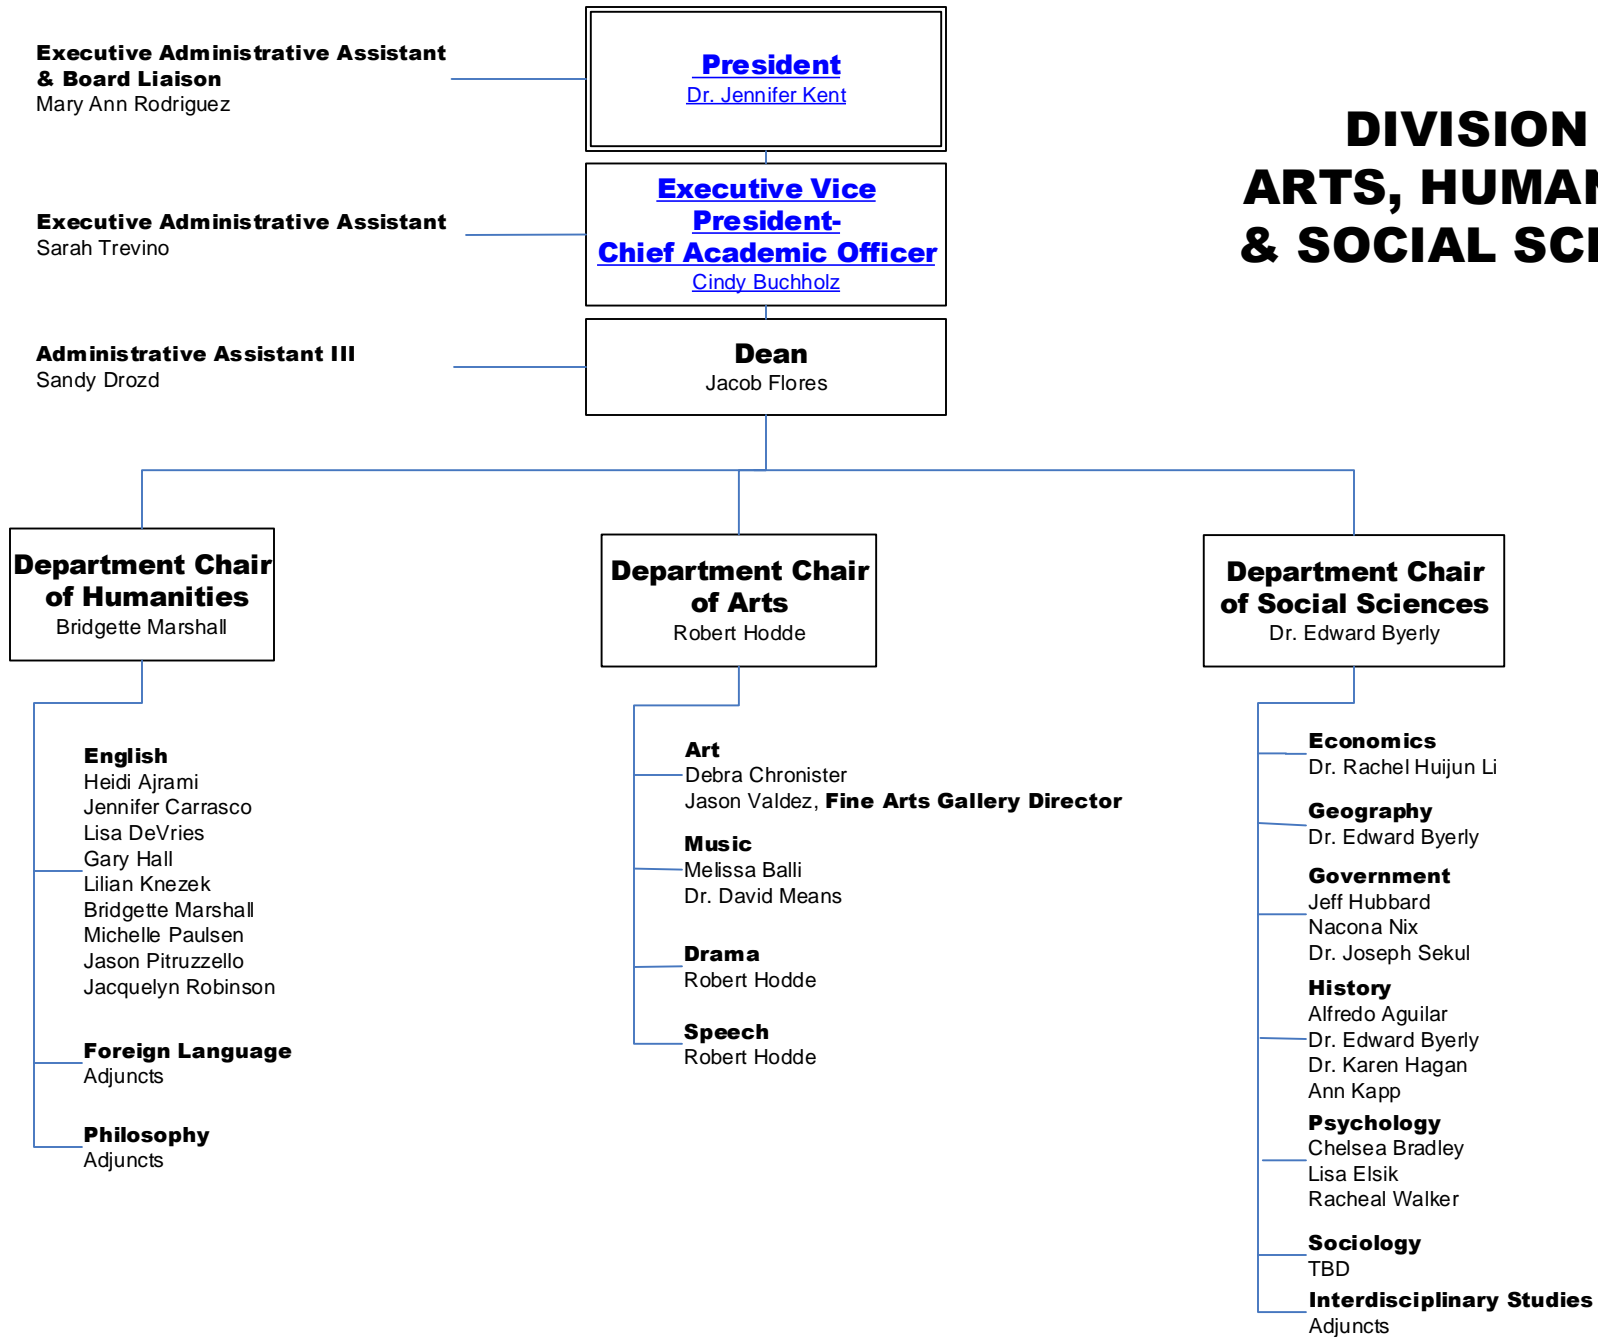 Executive Administrative Assistant
& Board Liaison
Mary Ann Rodriguez
President
Dr. Jennifer Kent
DIVISION
ARTS, HUMAN
& SOCIAL SCI
Executive Administrative Assistant
Sarah Trevino
Executive Vice
President-
Chief Academic Officer
Cindy Buchholz
Administrative Assistant III
Sandy Drozd
Dean
Jacob Flores
Department Chair
of Humanities
Bridgette Marshall
English
Heidi Ajrami
Jennifer Carrasco
Lisa DeVries
Gary Hall
Lilian Knezek
Bridgette Marshall
Michelle Paulsen
Jason Pitruzzello
Jacquelyn Robinson
Foreign Language
Adjuncts
Philosophy
Adjuncts
Department Chair
of Arts
Robert Hodde
Art
Debra Chronister
Jason Valdez, Fine Arts Gallery Director
Music
Melissa Balli
Dr. David Means
Drama
Robert Hodde
Speech
Robert Hodde
Department Chair
of Social Sciences
Dr. Edward Byerly
Economics
Dr. Rachel Huijun Li
Geography
Dr. Edward Byerly
Government
Jeff Hubbard
Nacona Nix
Dr. Joseph Sekul
History
Alfredo Aguilar
Dr. Edward Byerly
Dr. Karen Hagan
Ann Kapp
Psychology
Chelsea Bradley
Lisa Elsik
Racheal Walker
Sociology
TBD
Interdisciplinary Studies
Adjuncts